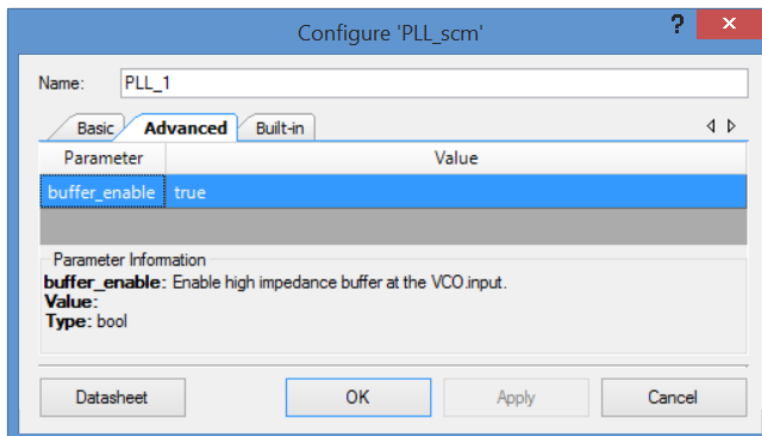 Configure 'PLL_scm'
?
Name: PLL_1
Basic Advanced Built-in
Parameter Value
buffer_enable true
Parameter Information
buffer_enable: Enable high impedance buffer at the VCO.input.
Value:
Type: bool
Datasheet OK Apply Cancel